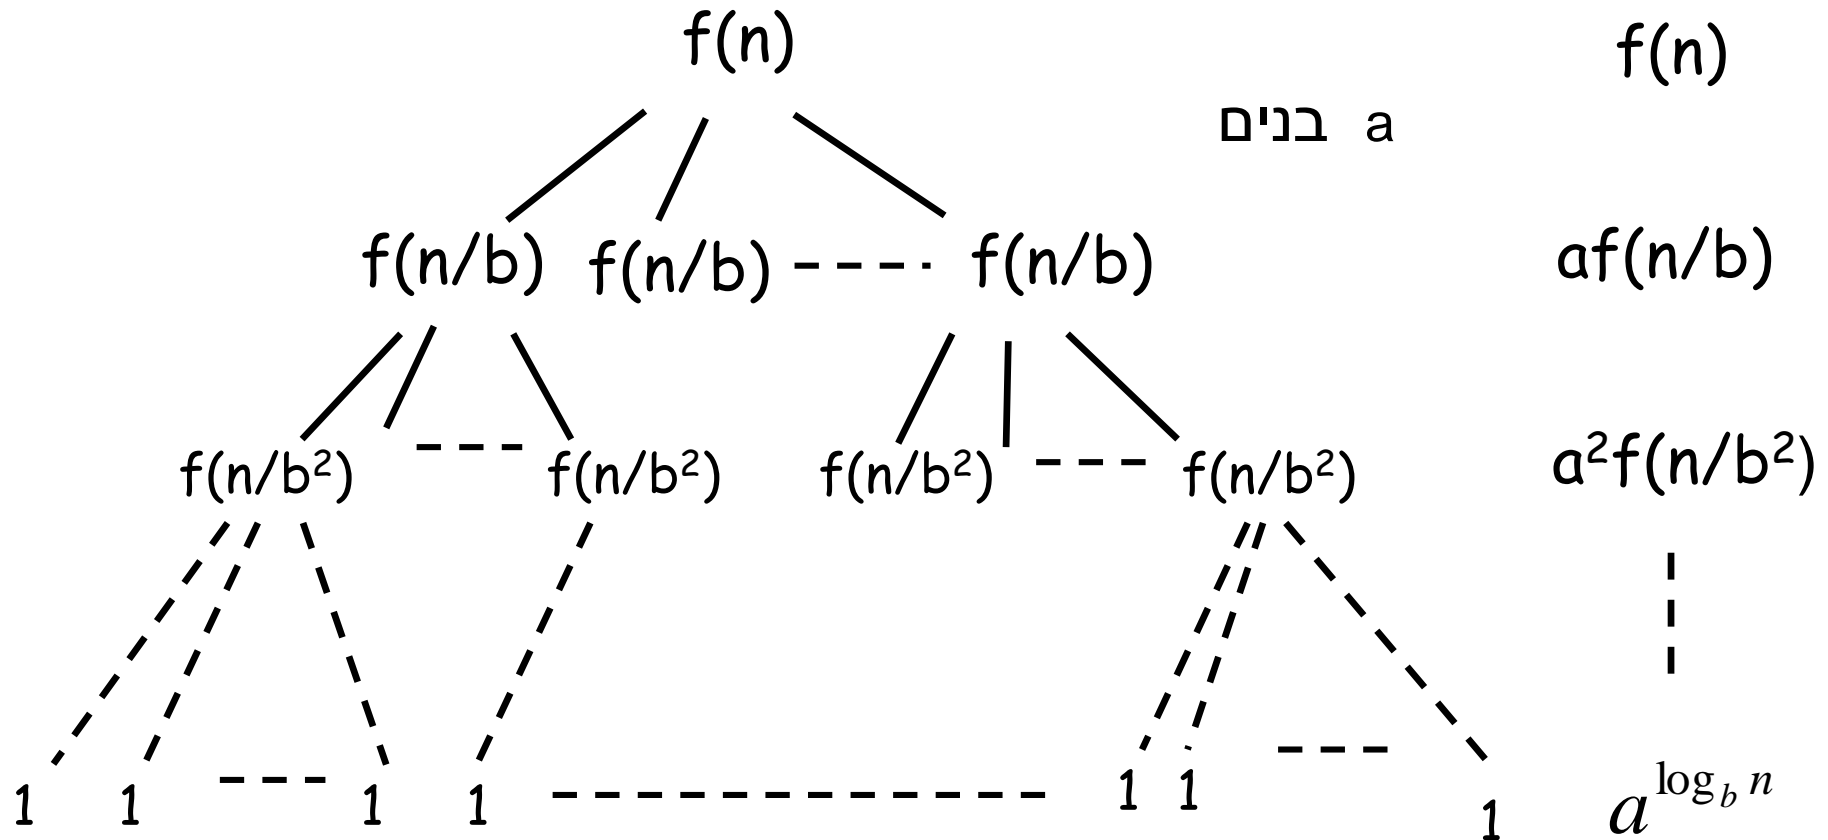 f(n) f(n)
a בנים
f(n/b) f(n/b) f(n/b) af(n/b)
f(n/b²) f(n/b²) f(n/b²) f(n/b²) a²f(n/b²)
1 1 1 1 1 1 1 a^{log_b n}